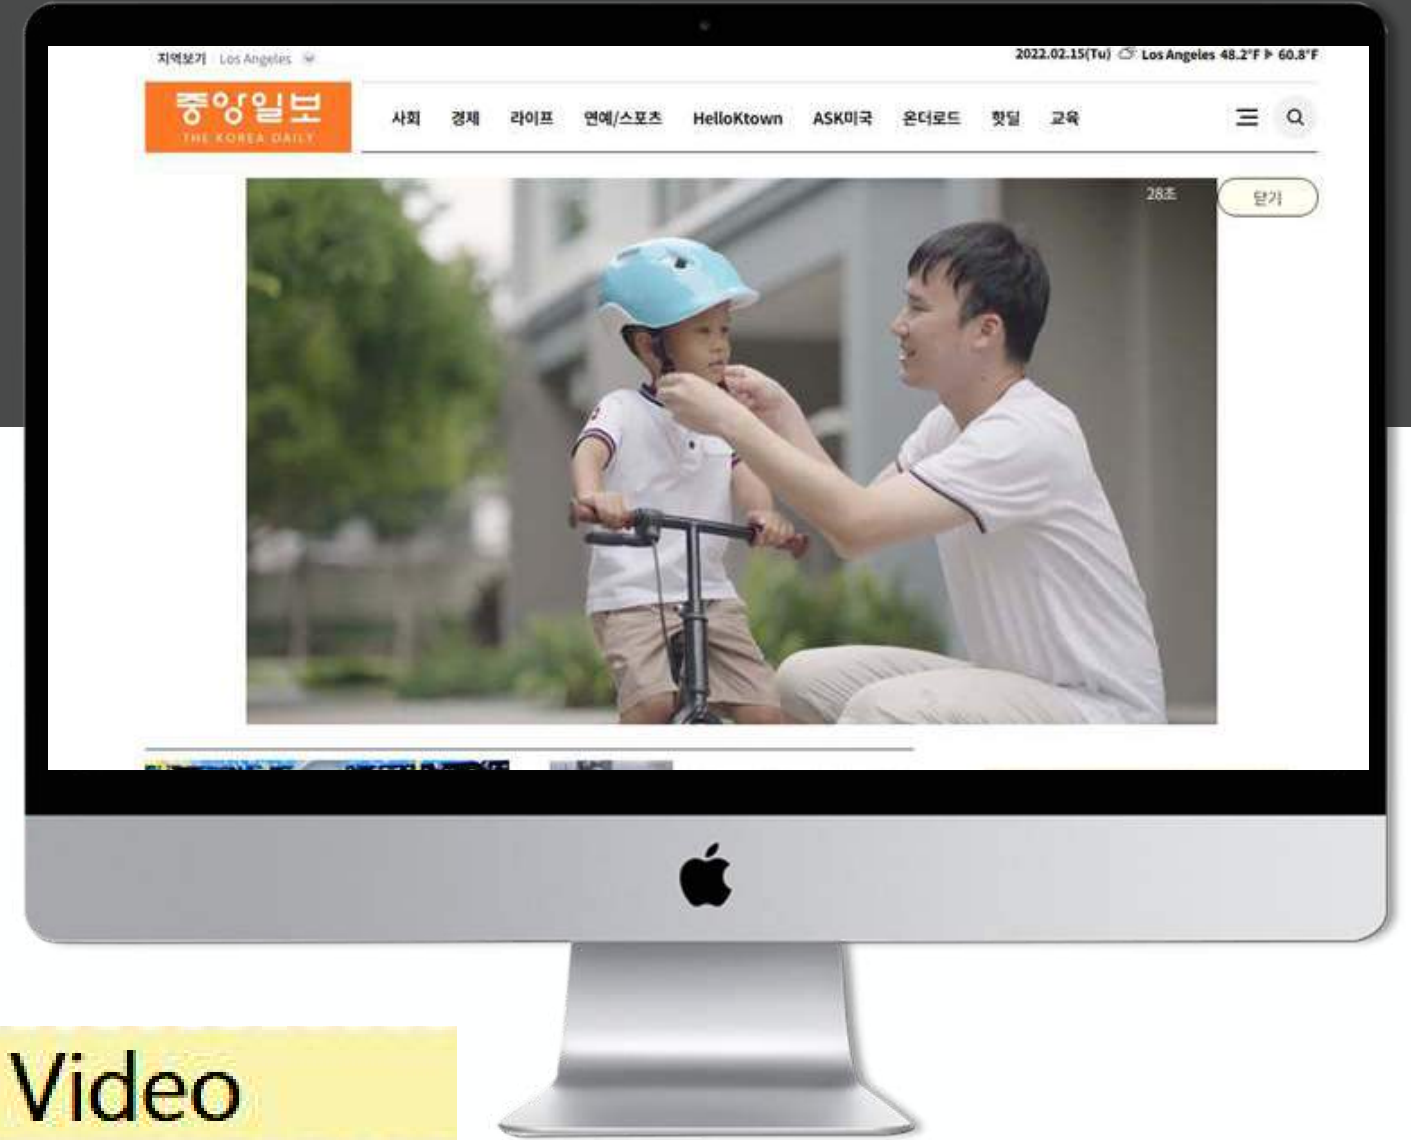 지역보기 Los Angeles
2022.02.15(Tu) Los Angeles 48.2°F 60.8°F
중앙일보
THE KOREA DAILY
사회 경제 라이프 연예/스포츠 HelloKtown ASK미국 온더로드 핫딜 교육
28초
닫기
Video